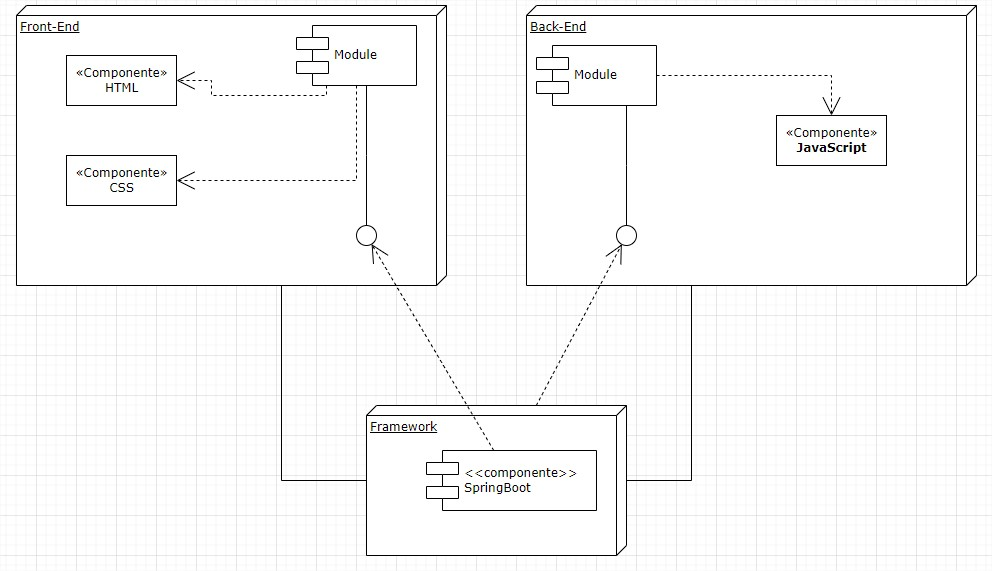 Front-End
Module
«Componente»
HTML
«Componente»
CSS
Back-End
Module
«Componente»
JavaScript
Framework
<<componente>>
SpringBoot